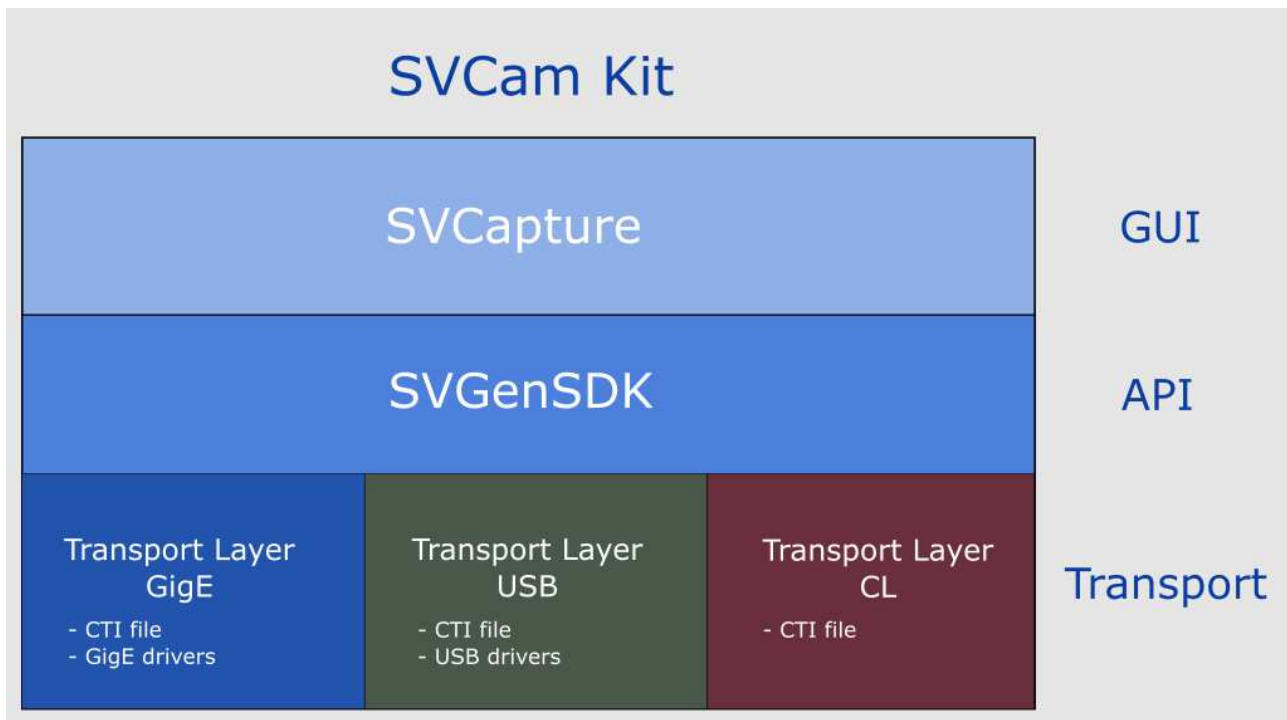 SVCam Kit
SVCapture
GUI
SVGenSDK
API
Transport Layer
GigE
- CTI file
- GigE drivers
Transport Layer
USB
- CTI file
- USB drivers
Transport Layer
CL
- CTI file
Transport